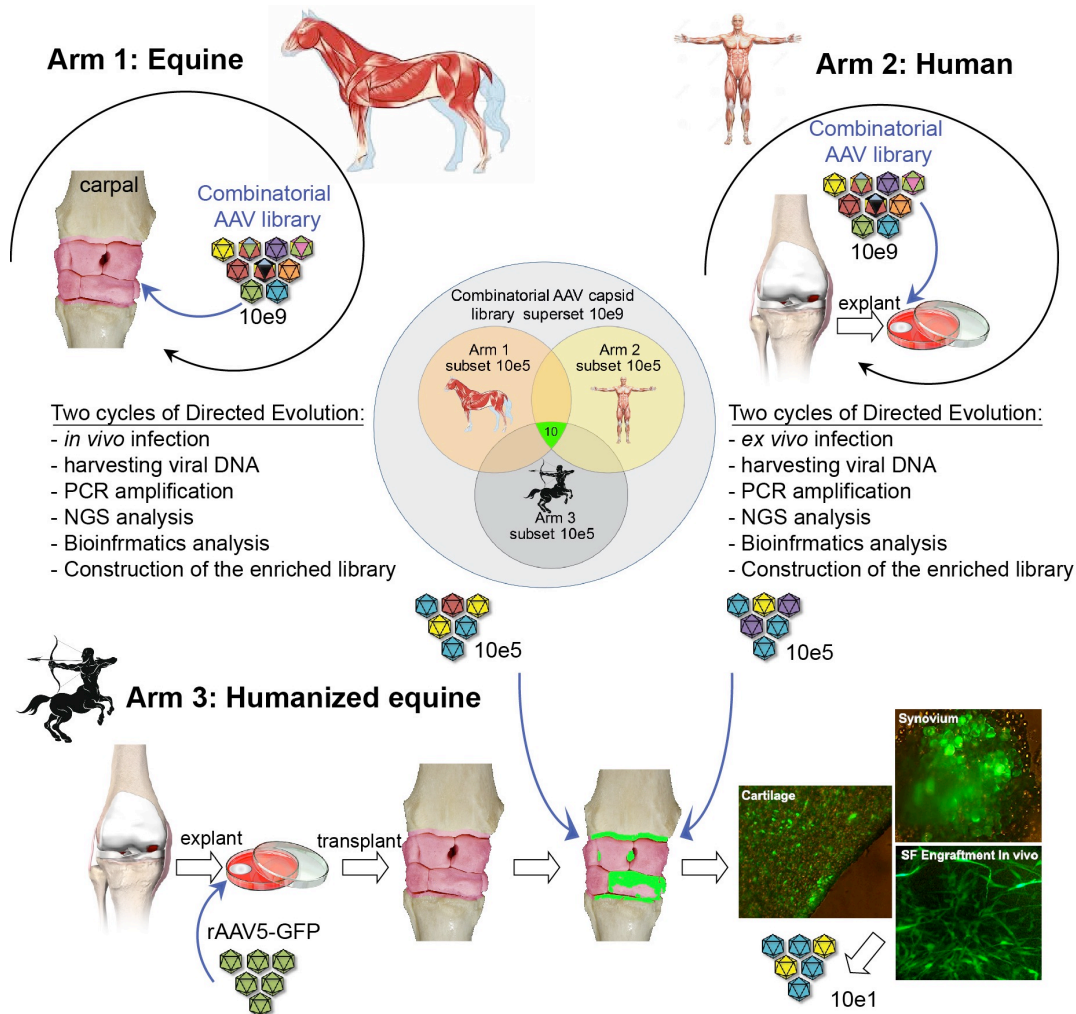 Arm 1: Equine
carpal
Combinatorial
AAV library
10e9
Arm 2: Human
Combinatorial
AAV library
10e9
explant
Combinatorial AAV capsid
library superset 10e9
Arm 1
subset 10e5
Arm 2
subset 10e5
10
Arm 3
subset 10e5
Two cycles of Directed Evolution:
- in vivo infection
- harvesting viral DNA
- PCR amplification
- NGS analysis
- Bioinfrmatics analysis
- Construction of the enriched library
10e5
Two cycles of Directed Evolution:
- ex vivo infection
- harvesting viral DNA
- PCR amplification
- NGS analysis
- Bioinfrmatics analysis
- Construction of the enriched library
10e5
Arm 3: Humanized equine
explant
rAAV5-GFP
transplant
Cartilage
Synovium
SF Engraftment In vivo
10e1